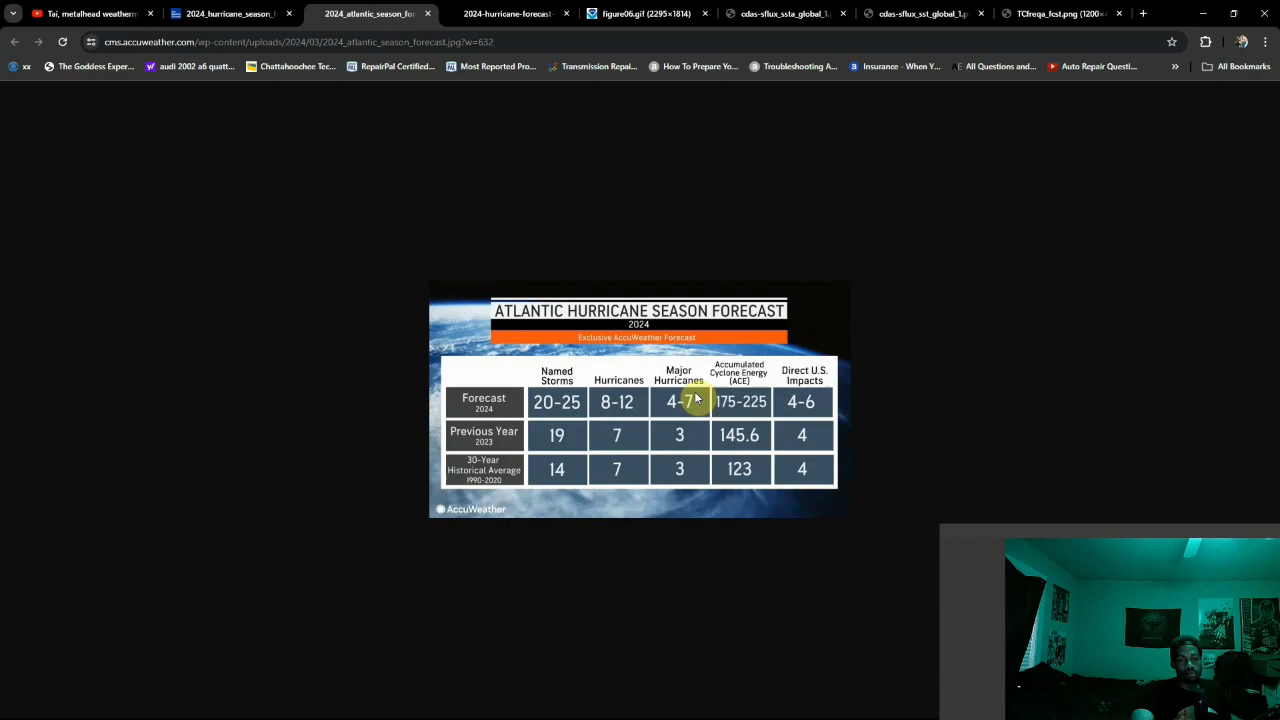 Tai, metalhead weatherm
2024_hurricane_season_f
2024_atlantic_season_fo
2024-hurricane-forecast-
figure06.gif (2295×1814)
cdas-sflux_ssta_global_1.p
cdas-sflux_sst_global_1.p
TCfreqa_fcst.png (1200×
cms.accuweather.com/wp-content/uploads/2024/03/2024_atlantic_season_forecast.jpg?w=632
xx
The Goddess Exper...
audi 2002 a6 quatt...
Chattahoochee Tec...
RepairPal Certified...
Most Reported Pro...
Transmission Repai...
How To Prepare Yo...
Troubleshooting A...
Insurance - When Y...
AE All Questions and...
Auto Repair Questi...
All Bookmarks
ATLANTIC HURRICANE SEASON FORECAST
2024
Exclusive AccuWeather Forecast
Named Storms Hurricanes Major Hurricanes Accumulated Cyclone Energy (ACE) Direct U.S. Impacts
Forecast 2024 20-25 8-12 4-7 175-225 4-6
Previous Year 2023 19 7 3 145.6 4
30-Year Historical Average 1990-2020 14 7 3 123 4
AccuWeather